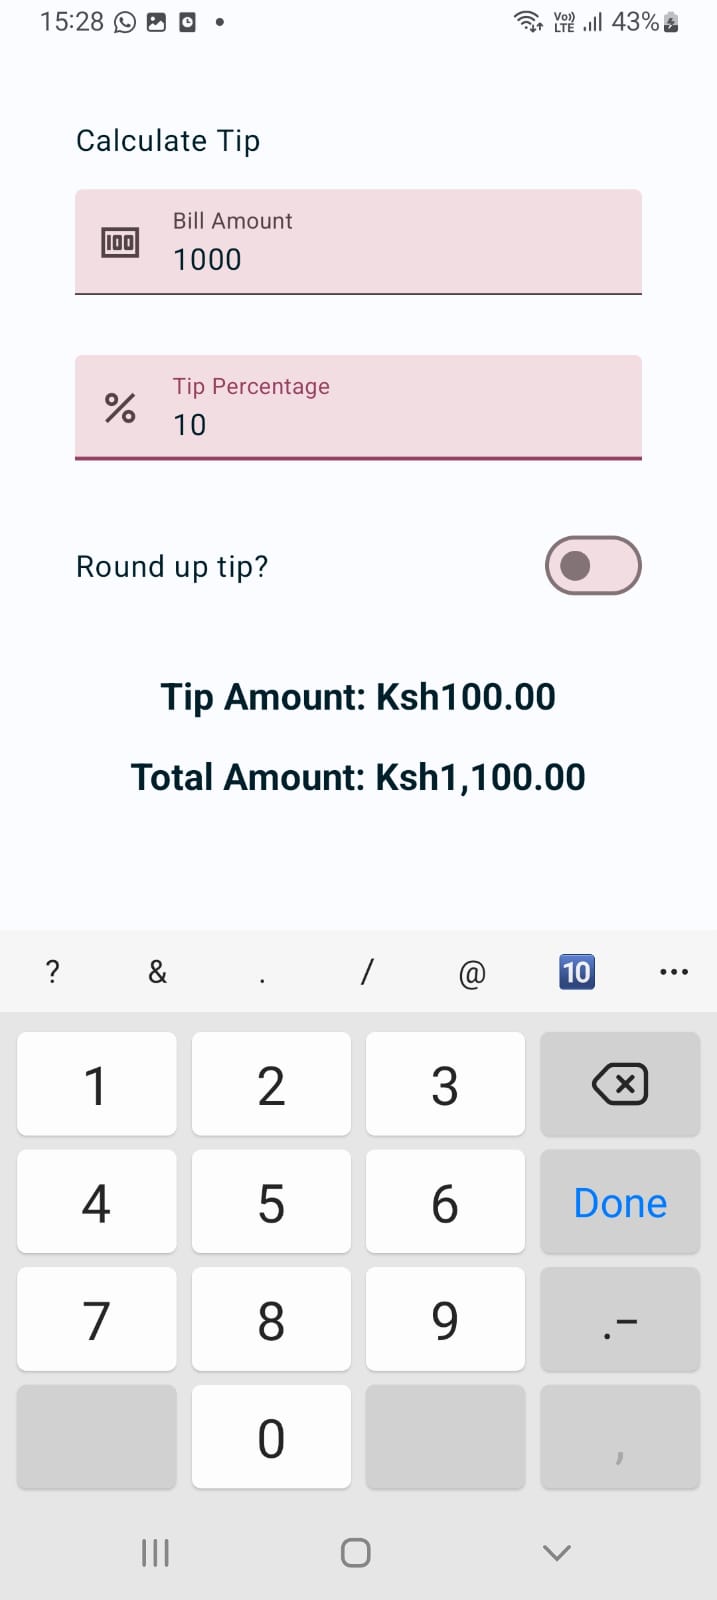 15:28 Vo)) LTE 43%
Calculate Tip
100 Bill Amount
1000
% Tip Percentage
10
Round up tip?
Tip Amount: Ksh100.00
Total Amount: Ksh1,100.00
? & . / @ 10 ...
1 2 3
4 5 6 Done
7 8 9 .-
0 ,